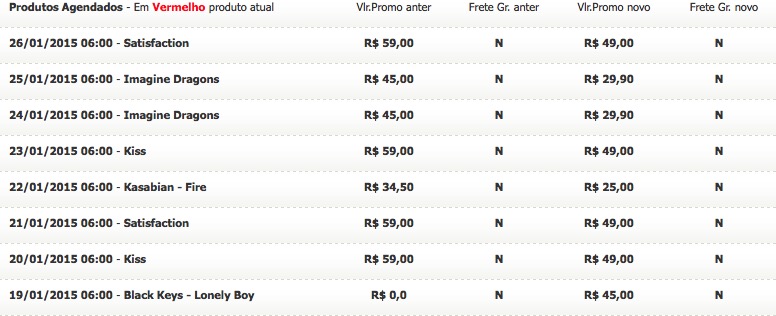 Produtos Agendados - Em Vermelho produto atual Vlr.Promo anter Frete Gr. anter Vlr.Promo novo Frete Gr. novo
26/01/2015 06:00 - Satisfaction R$ 59,00 N R$ 49,00 N
25/01/2015 06:00 - Imagine Dragons R$ 45,00 N R$ 29,90 N
24/01/2015 06:00 - Imagine Dragons R$ 45,00 N R$ 29,90 N
23/01/2015 06:00 - Kiss R$ 59,00 N R$ 49,00 N
22/01/2015 06:00 - Kasabian - Fire R$ 34,50 N R$ 25,00 N
21/01/2015 06:00 - Satisfaction R$ 59,00 N R$ 49,00 N
20/01/2015 06:00 - Kiss R$ 59,00 N R$ 49,00 N
19/01/2015 06:00 - Black Keys - Lonely Boy R$ 0,0 N R$ 45,00 N